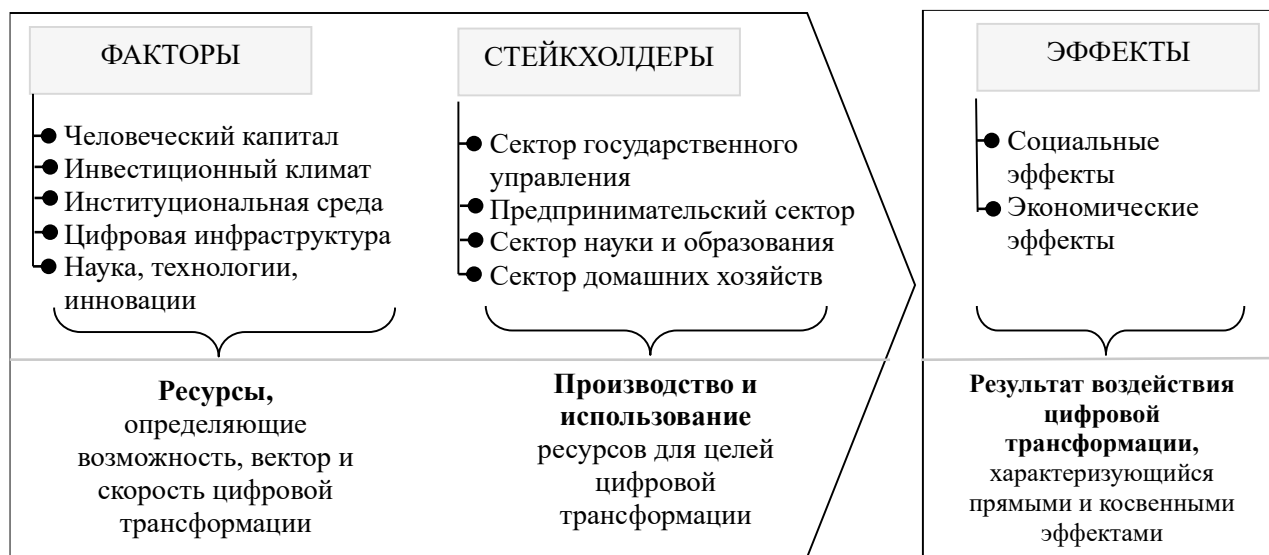 ФАКТОРЫ
Человеческий капитал
Инвестиционный климат
Институциональная среда
Цифровая инфраструктура
Наука, технологии,
инновации
Ресурсы,
определяющие
возможность, вектор и
скорость цифровой
трансформации
СТЕЙКХОЛДЕРЫ
Сектор государственного
управления
Предпринимательский сектор
Сектор науки и образования
Сектор домашних хозяйств
Производство и
использование
ресурсов для целей
цифровой
трансформации
ЭФФЕКТЫ
Социальные
эффекты
Экономические
эффекты
Результат воздействия
цифровой
трансформации,
характеризующийся
прямыми и косвенными
эффектами